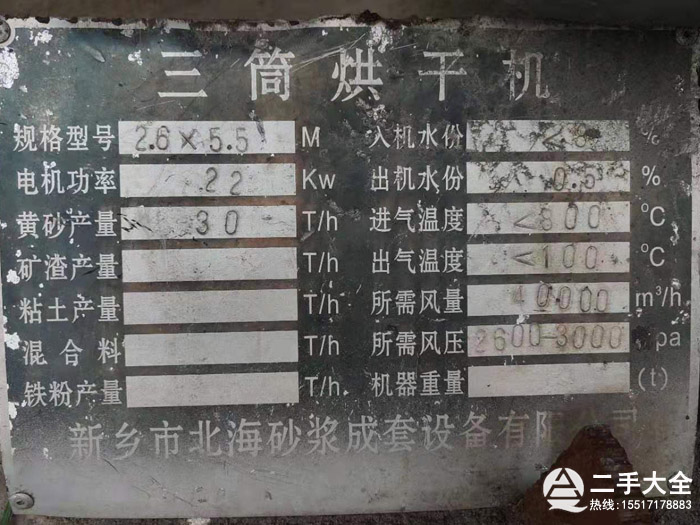 三筒烘干机
规格型号 2.6×5.5 M 入机水份 <8 %
电机功率 22 Kw 出机水份 0.5 %
黄砂产量 30 T/h 进气温度 <800 °C
矿渣产量 T/h 出气温度 <100 °C
粘土产量 T/h 所需风量 10000 m³/h
混合料 T/h 所需风压 2600-3000 pa
铁粉产量 T/h 机器重量 (t)
新乡市北海砂浆成套设备有限公司
二手大全
热线:15517178883